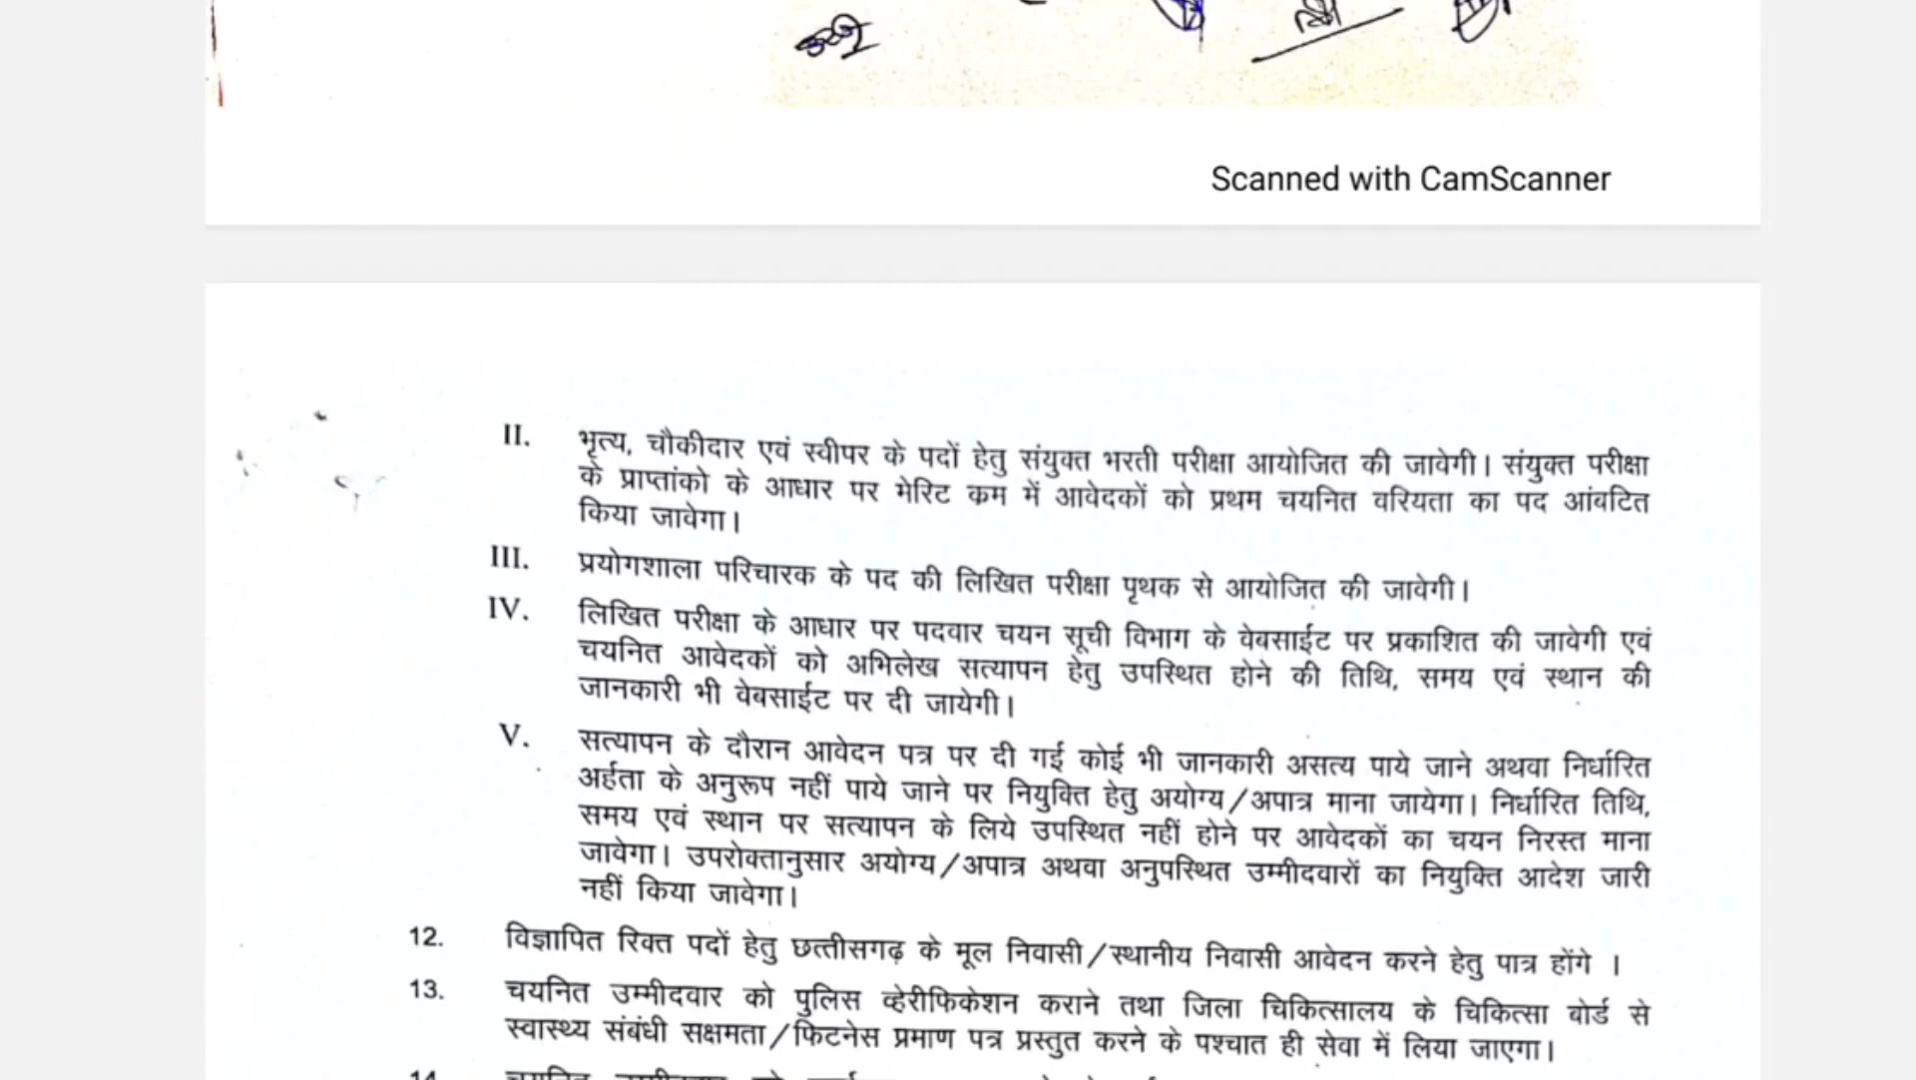 Scanned with CamScanner
II. भृत्य, चौकीदार एवं स्वीपर के पदों हेतु संयुक्त भरती परीक्षा आयोजित की जावेगी। संयुक्त परीक्षा
के प्राप्तांको के आधार पर मेरिट कम में आवेदकों को प्रथम चयनित वरियता का पद आंवटित
किया जावेगा।
III. प्रयोगशाला परिचारक के पद की लिखित परीक्षा पृथक से आयोजित की जावेगी।
IV. लिखित परीक्षा के आधार पर पदवार चयन सूची विभाग के वेबसाईट पर प्रकाशित की जावेगी एवं
चयनित आवेदकों को अभिलेख सत्यापन हेतु उपस्थित होने की तिथि, समय एवं स्थान की
जानकारी भी वेबसाईट पर दी जायेगी।
V. सत्यापन के दौरान आवेदन पत्र पर दी गई कोई भी जानकारी असत्य पाये जाने अथवा निर्धारित
अर्हता के अनुरूप नहीं पाये जाने पर नियुक्ति हेतु अयोग्य/अपात्र माना जायेगा। निर्धारित तिथि,
समय एवं स्थान पर सत्यापन के लिये उपस्थित नहीं होने पर आवेदकों का चयन निरस्त माना
जावेगा। उपरोक्तानुसार अयोग्य/अपात्र अथवा अनुपस्थित उम्मीदवारों का नियुक्ति आदेश जारी
नहीं किया जावेगा।
12. विज्ञापित रिक्त पदों हेतु छत्तीसगढ़ के मूल निवासी/स्थानीय निवासी आवेदन करने हेतु पात्र होंगे ।
13. चयनित उम्मीदवार को पुलिस व्हेरीफिकेशन कराने तथा जिला चिकित्सालय के चिकित्सा बोर्ड से
स्वास्थ्य संबंधी सक्षमता/फिटनेस प्रमाण पत्र प्रस्तुत करने के पश्चात ही सेवा में लिया जाएगा।
14.